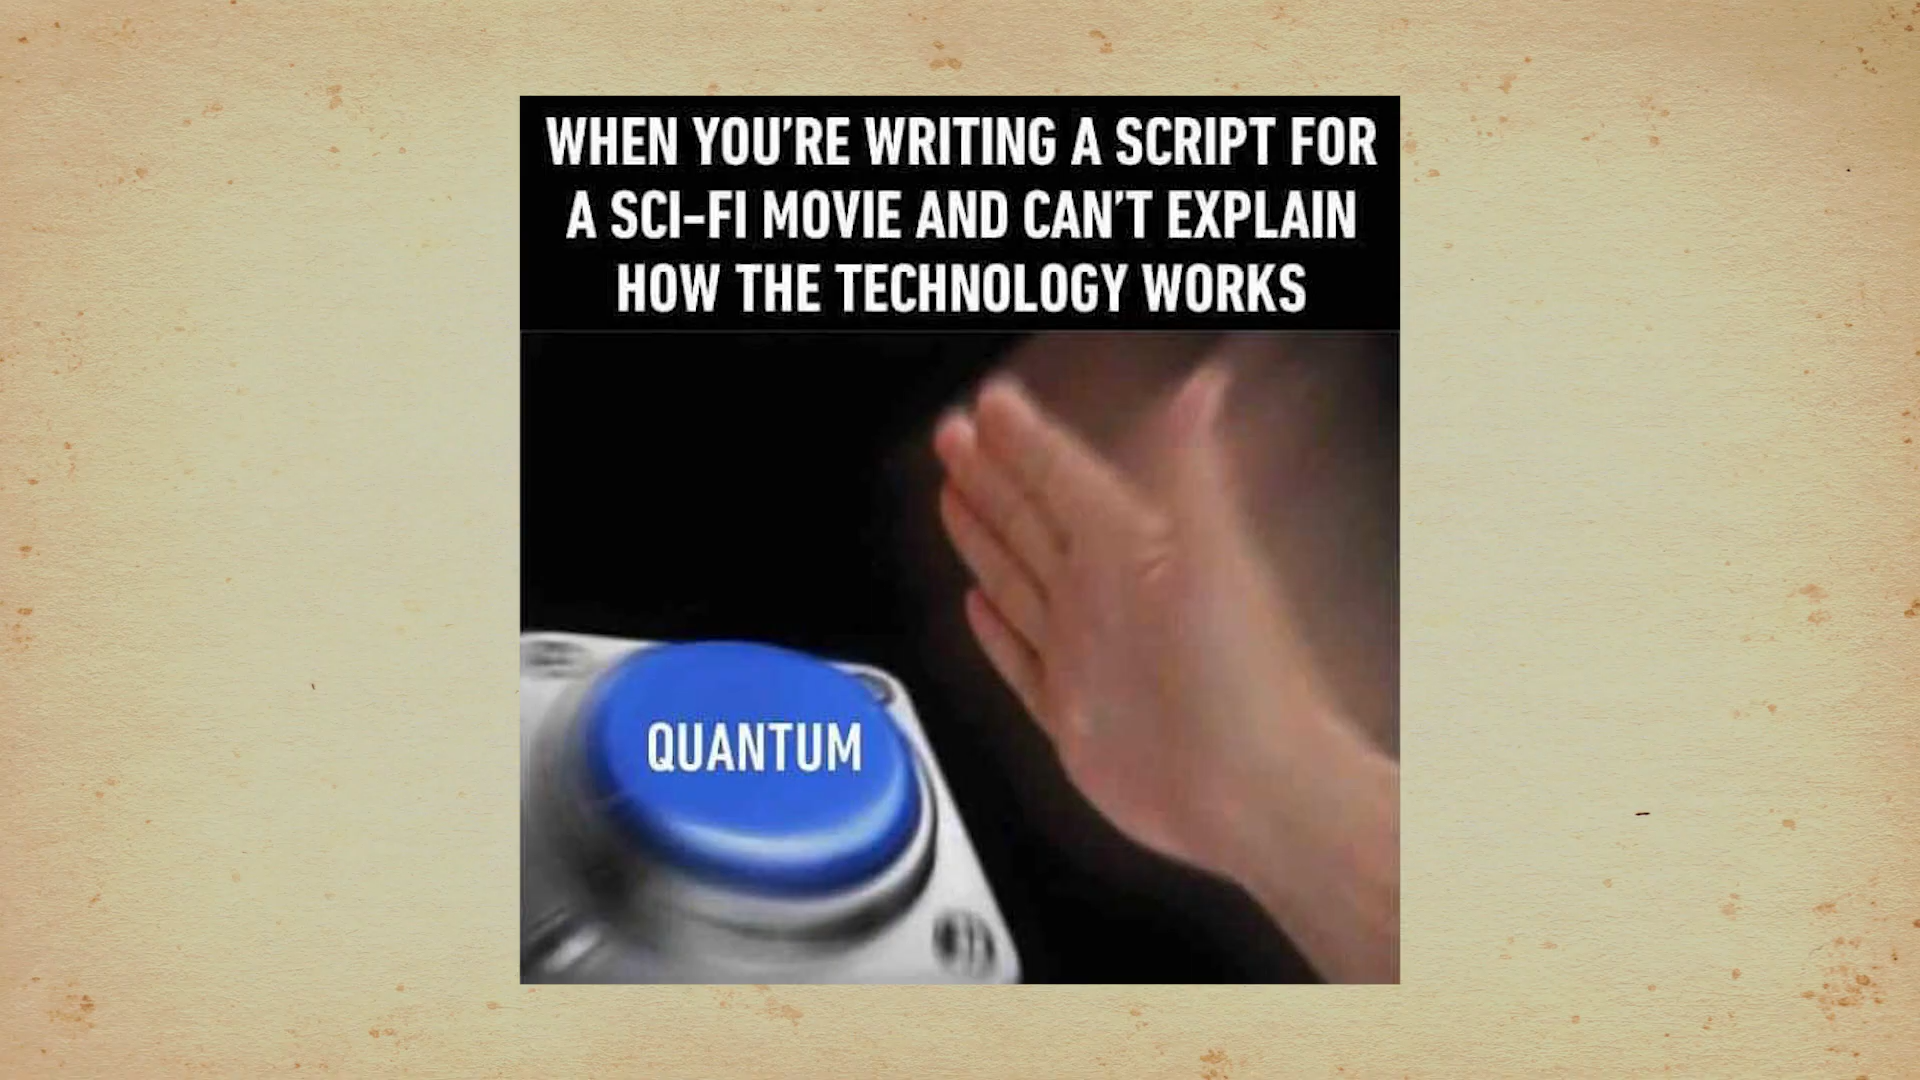 WHEN YOU'RE WRITING A SCRIPT FOR
A SCI-FI MOVIE AND CAN'T EXPLAIN
HOW THE TECHNOLOGY WORKS
QUANTUM